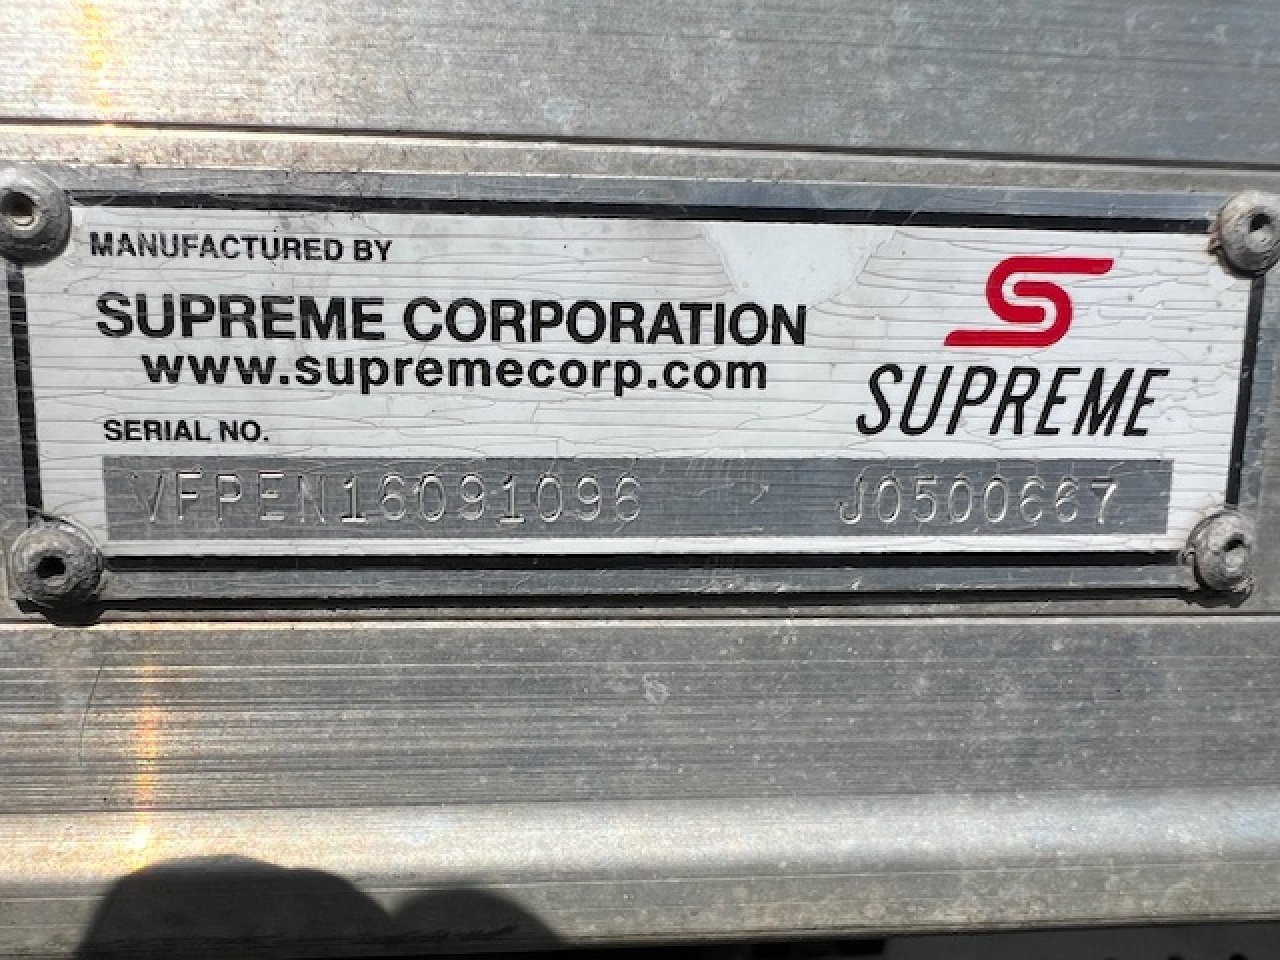 MANUFACTURED BY
SUPREME CORPORATION
www.supremecorp.com
SUPREME
SERIAL NO.
VFPEN16091096 J0500667